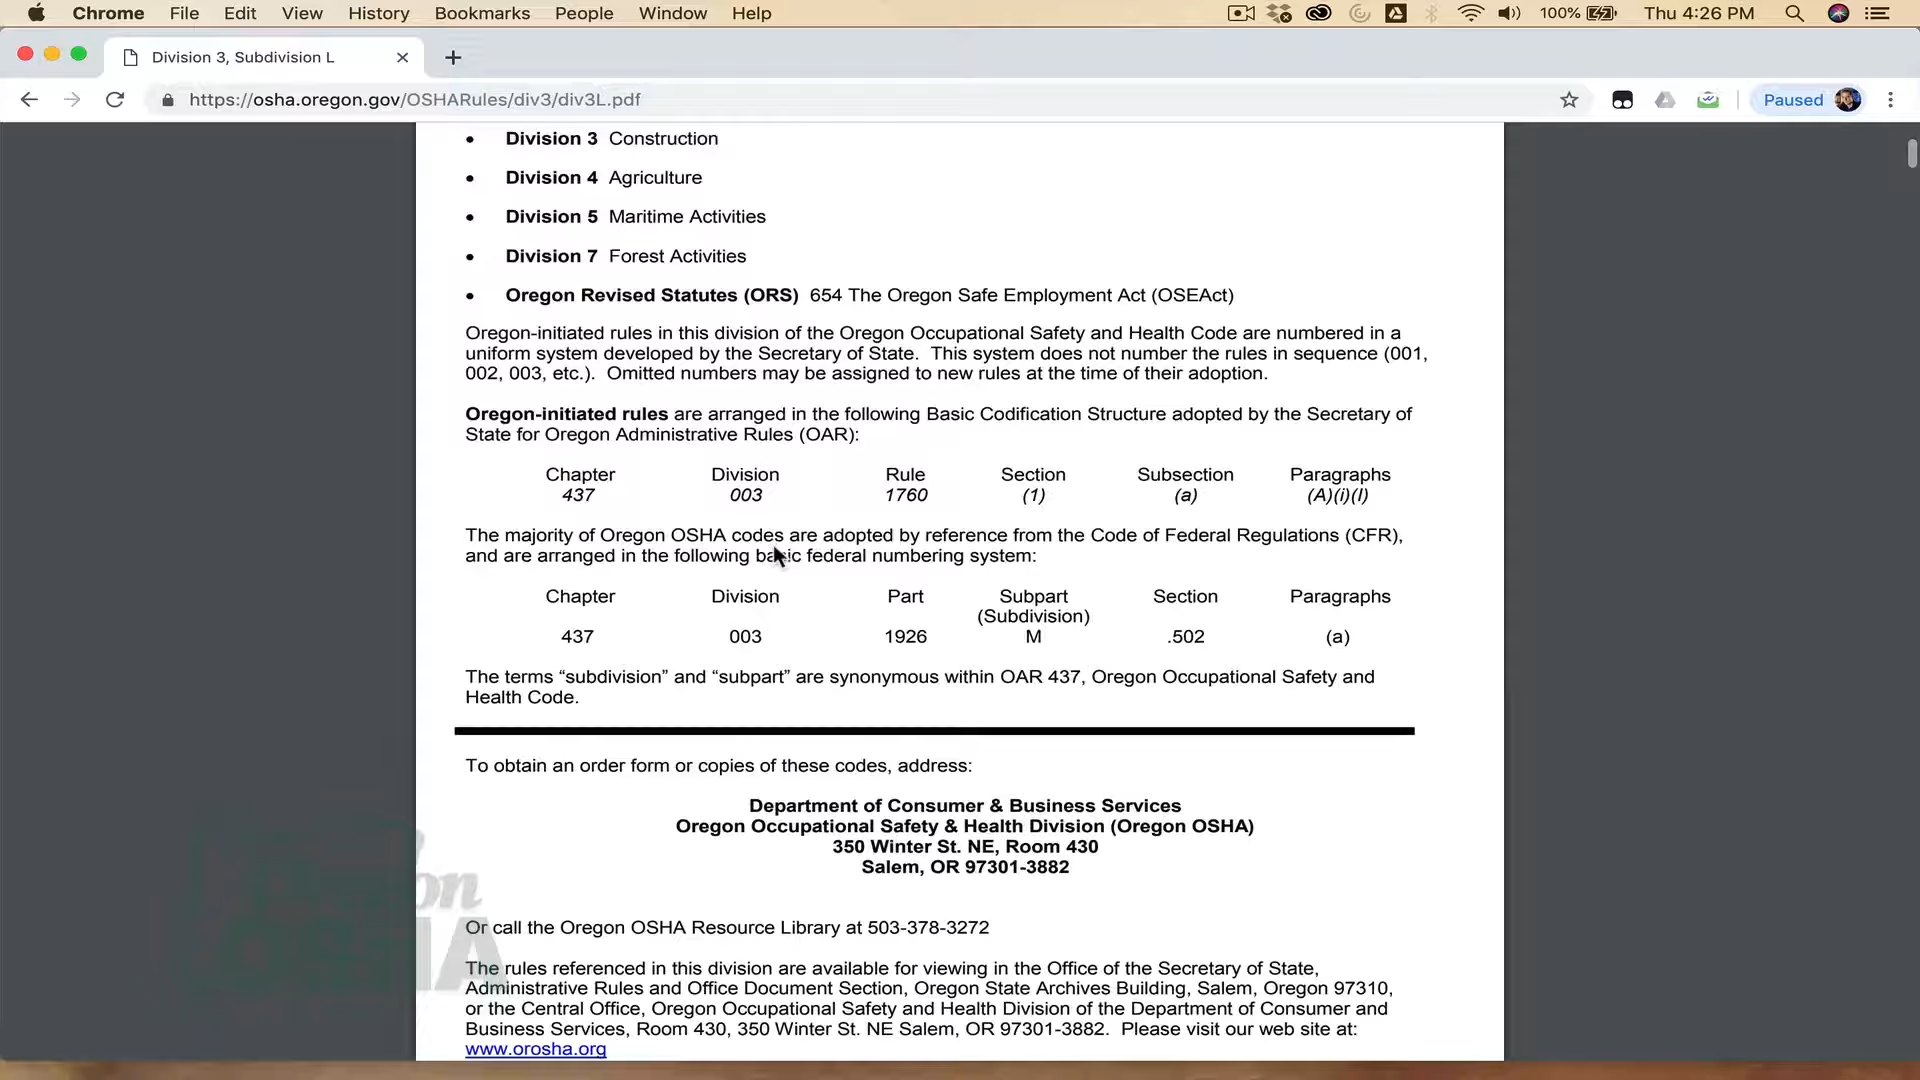 Chrome File Edit View History Bookmarks People Window Help 100% Thu 4:26 PM
Division 3, Subdivision L
https://osha.oregon.gov/OSHARules/div3/div3L.pdf Paused
• Division 3 Construction
• Division 4 Agriculture
• Division 5 Maritime Activities
• Division 7 Forest Activities
• Oregon Revised Statutes (ORS) 654 The Oregon Safe Employment Act (OSEAct)
Oregon-initiated rules in this division of the Oregon Occupational Safety and Health Code are numbered in a
uniform system developed by the Secretary of State. This system does not number the rules in sequence (001,
002, 003, etc.). Omitted numbers may be assigned to new rules at the time of their adoption.
Oregon-initiated rules are arranged in the following Basic Codification Structure adopted by the Secretary of
State for Oregon Administrative Rules (OAR):
Chapter Division Rule Section Subsection Paragraphs
437 003 1760 (1) (a) (A)(i)(I)
The majority of Oregon OSHA codes are adopted by reference from the Code of Federal Regulations (CFR),
and are arranged in the following basic federal numbering system:
Chapter Division Part Subpart Section Paragraphs
(Subdivision)
437 003 1926 M .502 (a)
The terms “subdivision” and “subpart” are synonymous within OAR 437, Oregon Occupational Safety and
Health Code.
To obtain an order form or copies of these codes, address:
Department of Consumer & Business Services
Oregon Occupational Safety & Health Division (Oregon OSHA)
350 Winter St. NE, Room 430
Salem, OR 97301-3882
Or call the Oregon OSHA Resource Library at 503-378-3272
The rules referenced in this division are available for viewing in the Office of the Secretary of State,
Administrative Rules and Office Document Section, Oregon State Archives Building, Salem, Oregon 97310,
or the Central Office, Oregon Occupational Safety and Health Division of the Department of Consumer and
Business Services, Room 430, 350 Winter St. NE Salem, OR 97301-3882. Please visit our web site at:
www.orosha.org
Oregon
OSHA